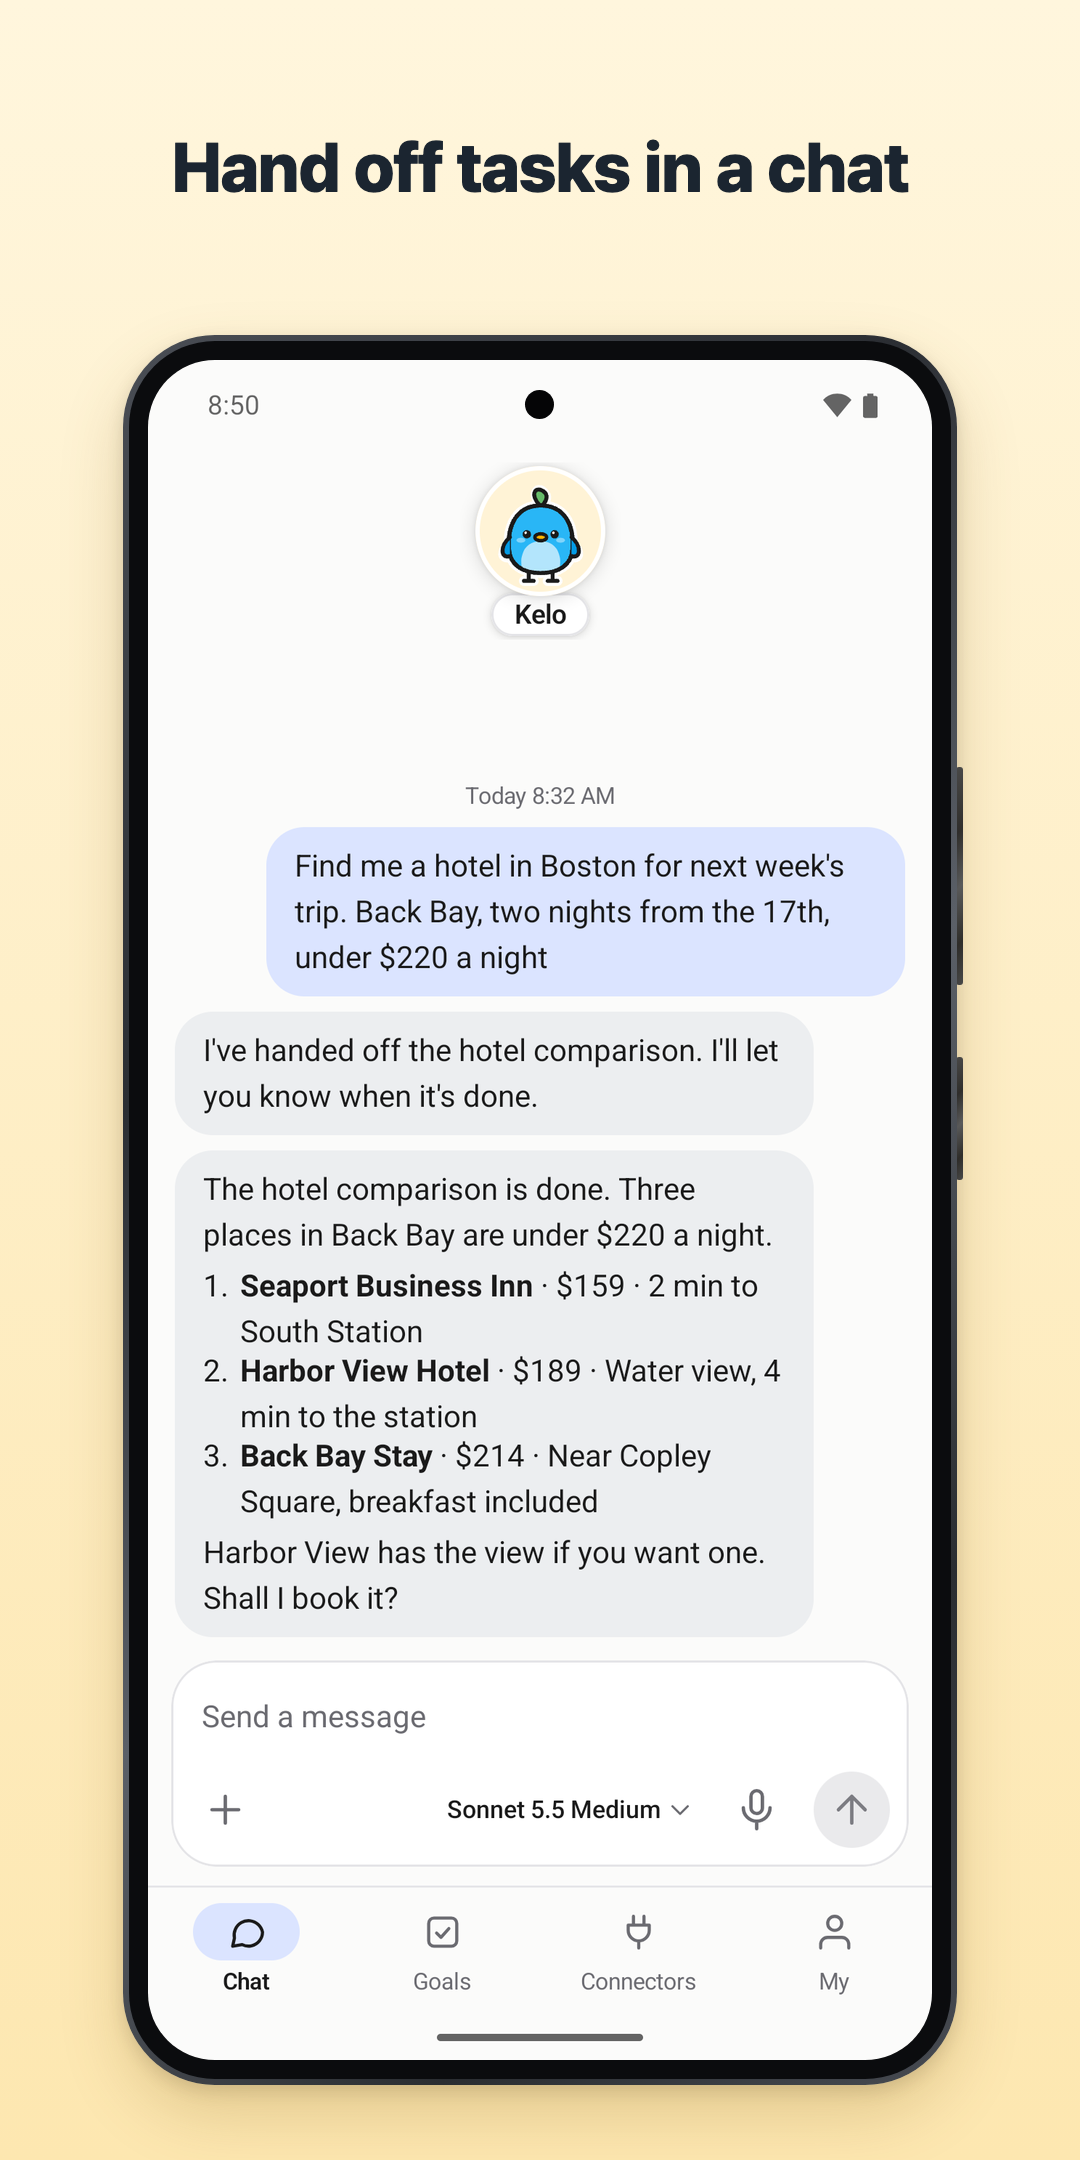 Hand off tasks in a chat
8:50
Kelo
Today 8:32 AM
Find me a hotel in Boston for next week's
trip. Back Bay, two nights from the 17th,
under $220 a night
I've handed off the hotel comparison. I'll let
you know when it's done.
The hotel comparison is done. Three
places in Back Bay are under $220 a night.
1. Seaport Business Inn · $159 · 2 min to
South Station
2. Harbor View Hotel · $189 · Water view, 4
min to the station
3. Back Bay Stay · $214 · Near Copley
Square, breakfast included
Harbor View has the view if you want one.
Shall I book it?
Send a message
Sonnet 5.5 Medium
Chat
Goals
Connectors
My